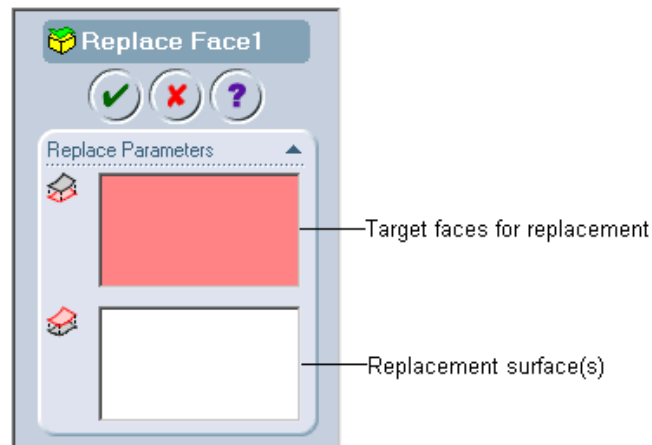 Replace Face1
?
Replace Parameters
Target faces for replacement
Replacement surface(s)